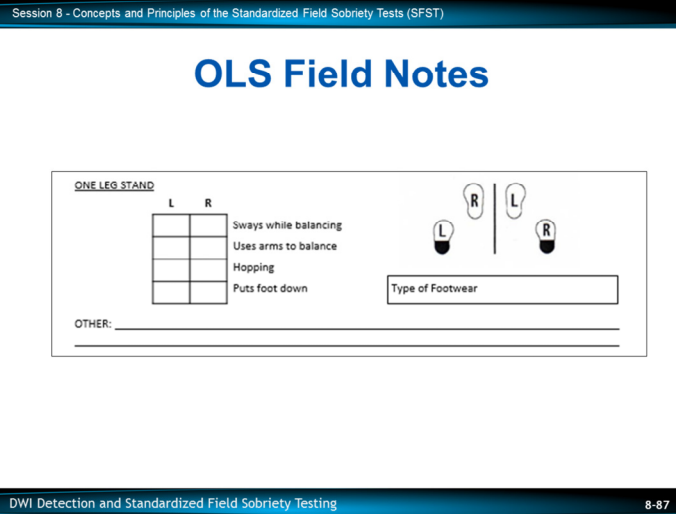 Session 8 - Concepts and Principles of the Standardized Field Sobriety Tests (SFST)
OLS Field Notes
ONE LEG STAND
L R
Sways while balancing
Uses arms to balance
Hopping
Puts foot down
R L
L R
Type of Footwear
OTHER:
DWI Detection and Standardized Field Sobriety Testing
8-87